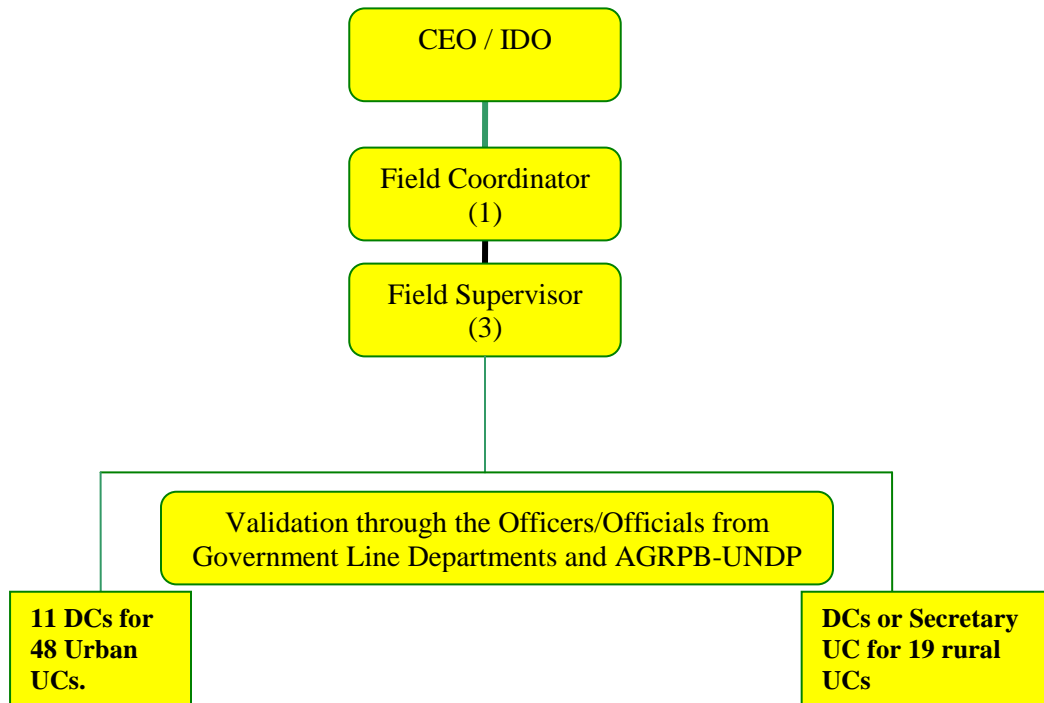 CEO / IDO
Field Coordinator
(1)
Field Supervisor
(3)
Validation through the Officers/Officials from
Government Line Departments and AGRPB-UNDP
11 DCs for
48 Urban
UCs.
DCs or Secretary
UC for 19 rural
UCs